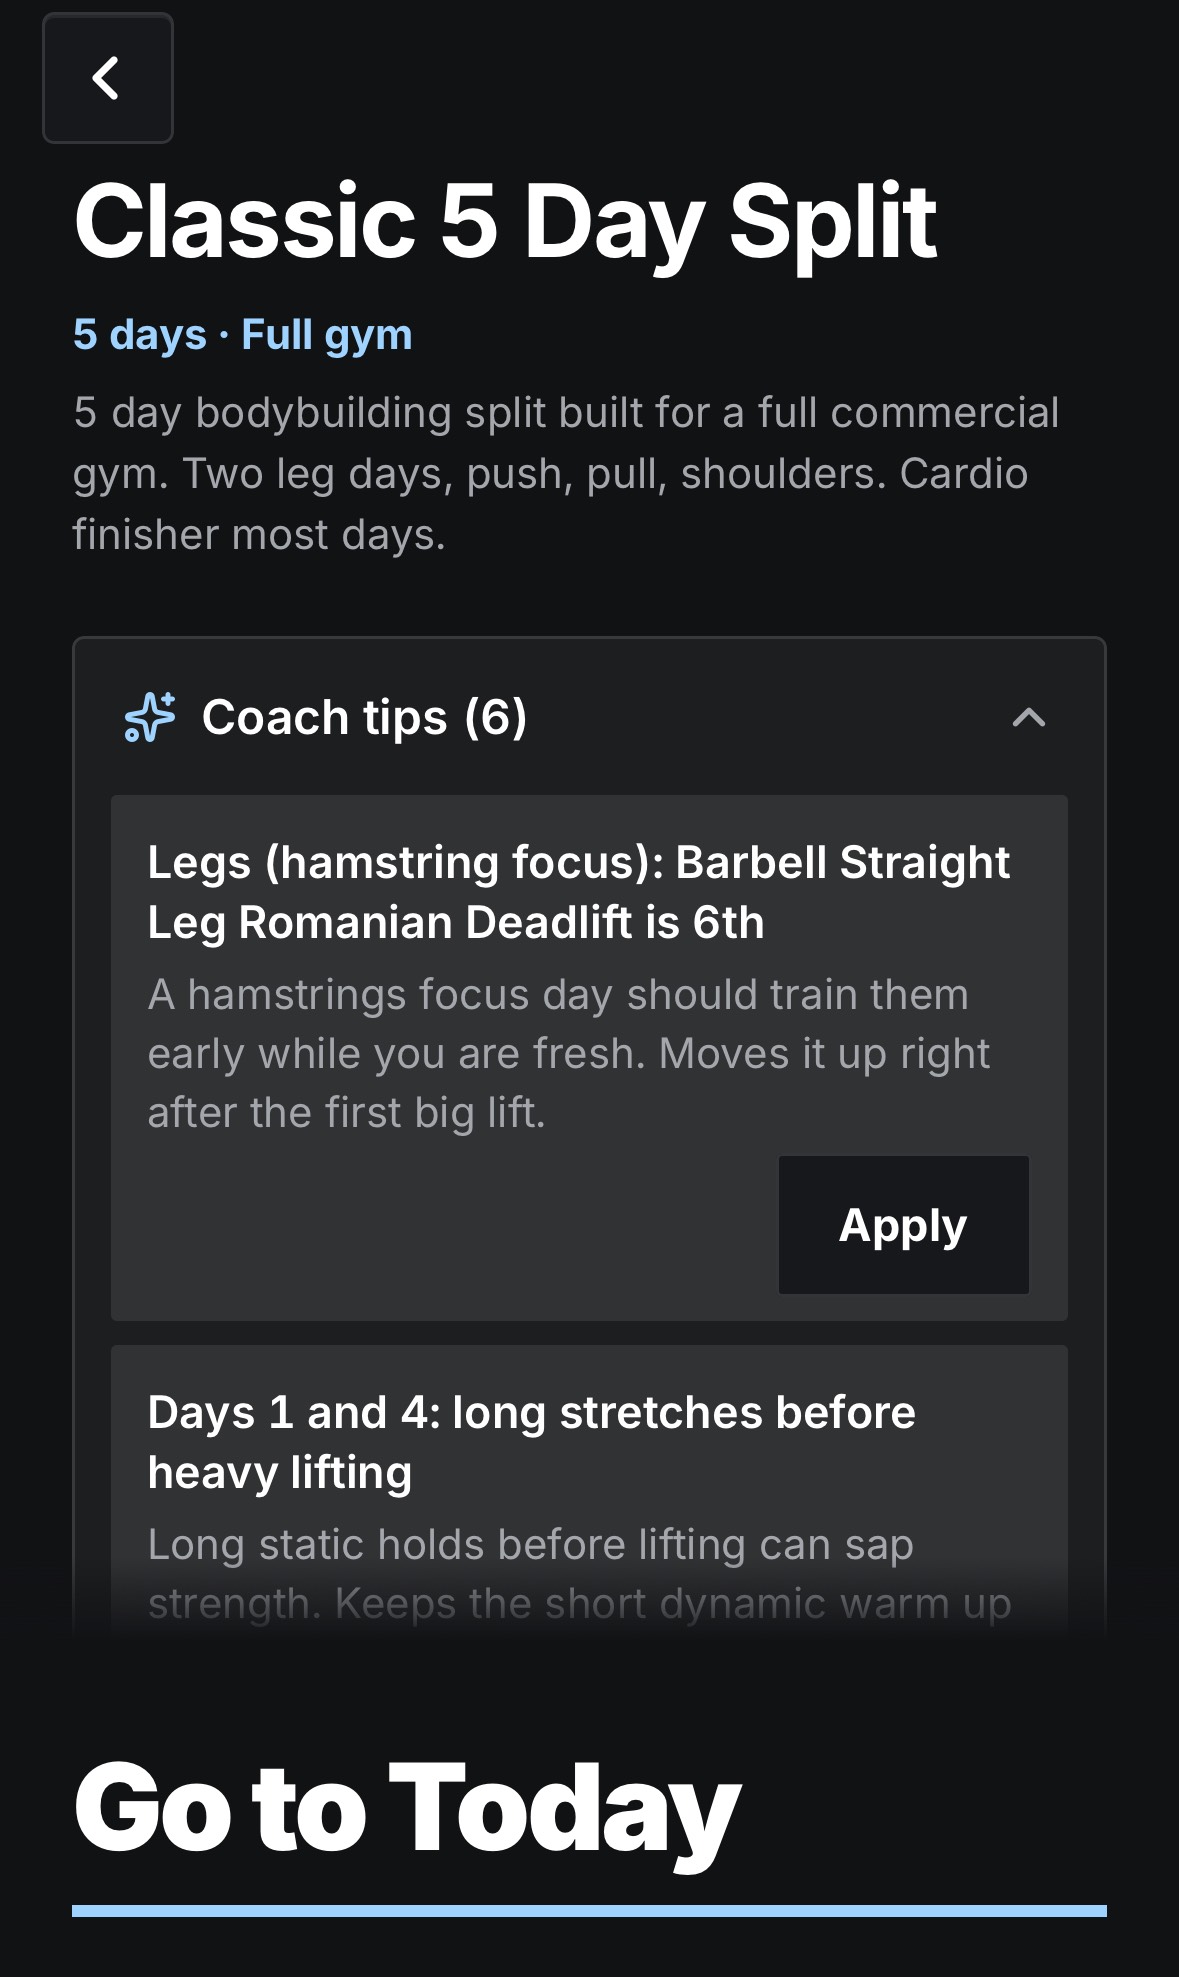 Classic 5 Day Split
5 days · Full gym
5 day bodybuilding split built for a full commercial
gym. Two leg days, push, pull, shoulders. Cardio
finisher most days.
Coach tips (6)
Legs (hamstring focus): Barbell Straight
Leg Romanian Deadlift is 6th
A hamstrings focus day should train them
early while you are fresh. Moves it up right
after the first big lift.
Apply
Days 1 and 4: long stretches before
heavy lifting
Long static holds before lifting can sap
strength. Keeps the short dynamic warm up
Go to Today